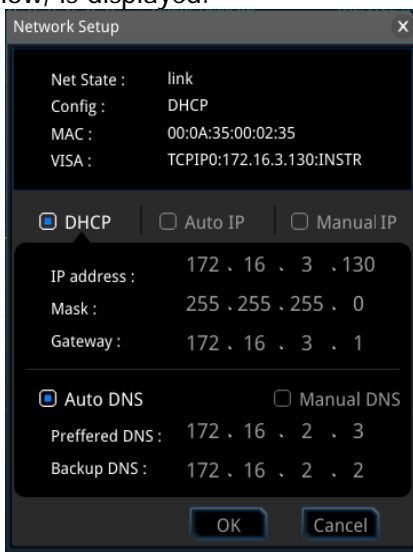 low) is displayed.
Network Setup X
Net State : link
Config : DHCP
MAC : 00:0A:35:00:02:35
VISA : TCPIP0:172.16.3.130:INSTR
DHCP Auto IP Manual IP
IP address : 172 . 16 . 3 .130
Mask : 255 .255 .255 . 0
Gateway : 172 . 16 . 3 . 1
Auto DNS Manual DNS
Preffered DNS : 172 . 16 . 2 . 3
Backup DNS : 172 . 16 . 2 . 2
OK Cancel